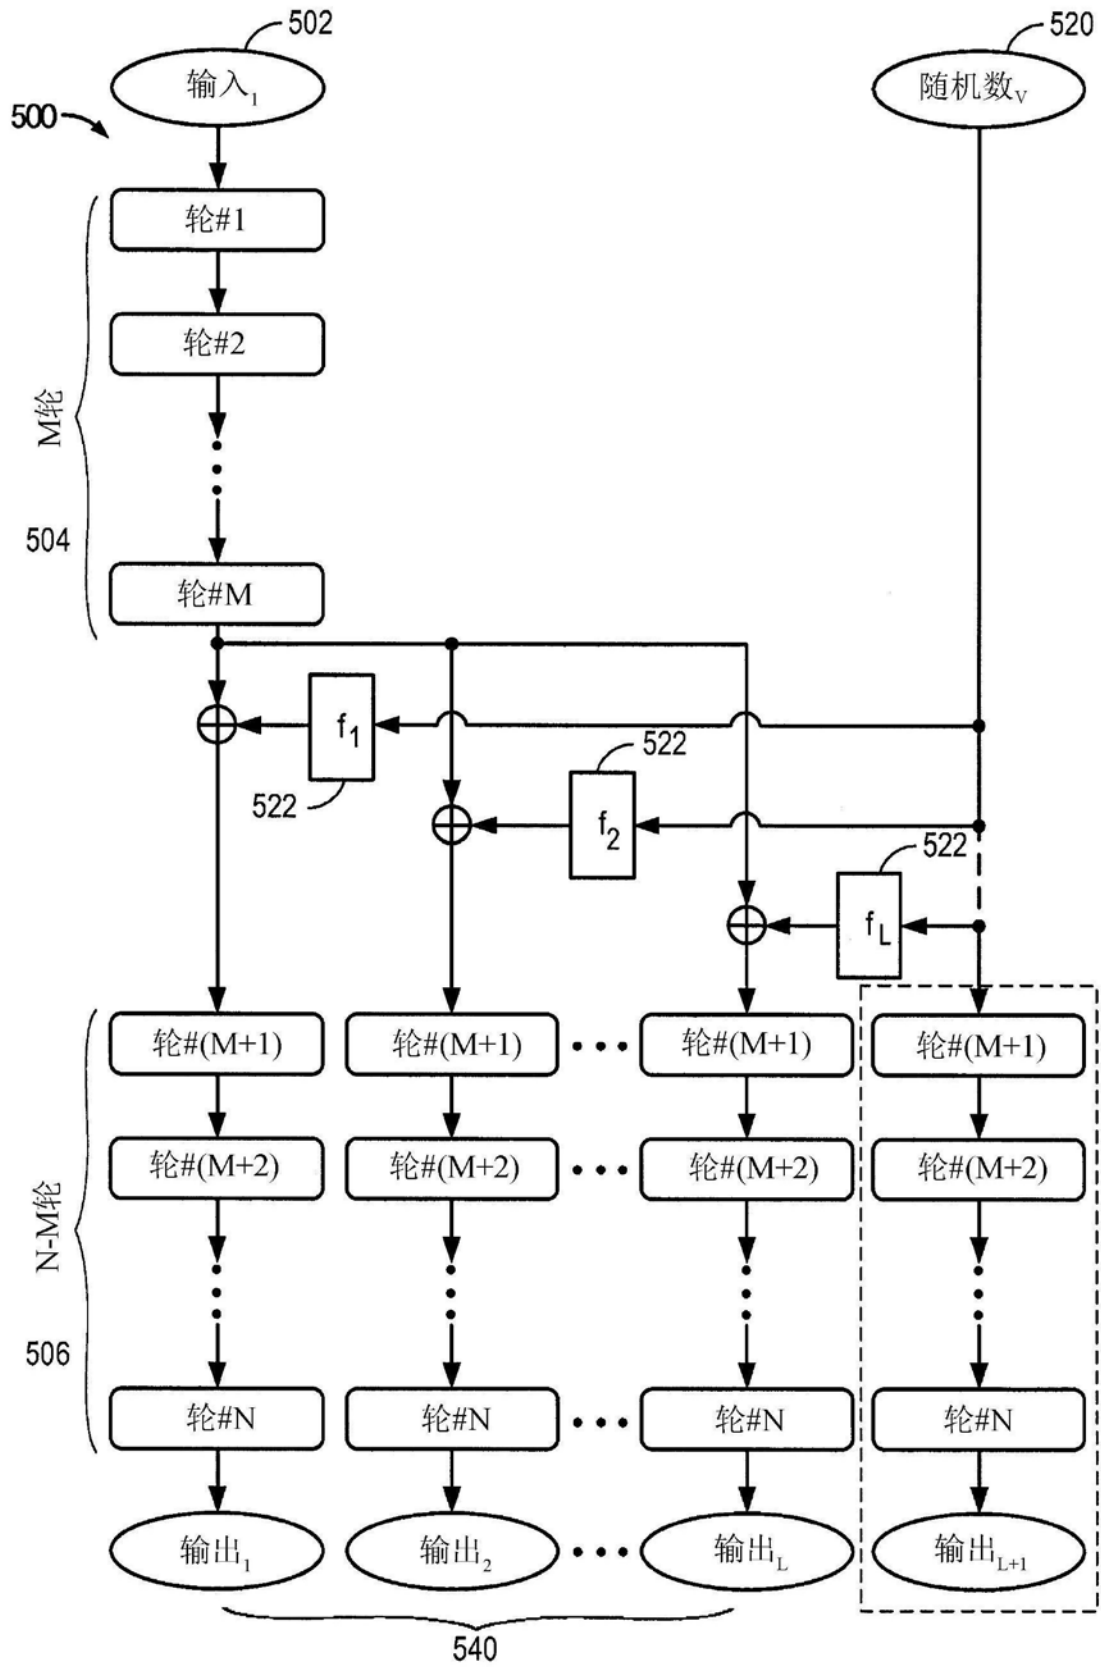 502
520
输入1
随机数V
500
轮#1
轮#2
M轮
504
轮#M
f1
522
522
f2
522
fL
轮#(M+1) 轮#(M+1) 轮#(M+1) 轮#(M+1)
轮#(M+2) 轮#(M+2) 轮#(M+2) 轮#(M+2)
N-M轮
506
轮#N 轮#N 轮#N 轮#N
输出1 输出2 输出L 输出L+1
540